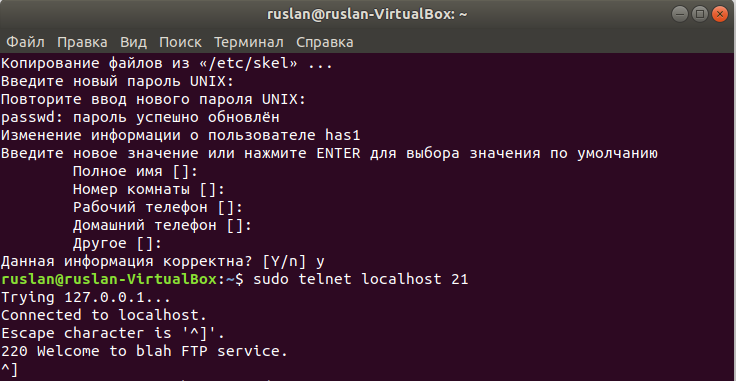 ruslan@ruslan-VirtualBox: ~
Файл Правка Вид Поиск Терминал Справка
Копирование файлов из «/etc/skel» ...
Введите новый пароль UNIX:
Повторите ввод нового пароля UNIX:
passwd: пароль успешно обновлён
Изменение информации о пользователе has1
Введите новое значение или нажмите ENTER для выбора значения по умолчанию
Полное имя []:
Номер комнаты []:
Рабочий телефон []:
Домашний телефон []:
Другое []:
Данная информация корректна? [Y/n] y
ruslan@ruslan-VirtualBox:~$ sudo telnet localhost 21
Trying 127.0.0.1...
Connected to localhost.
Escape character is '^]'.
220 Welcome to blah FTP service.
^]